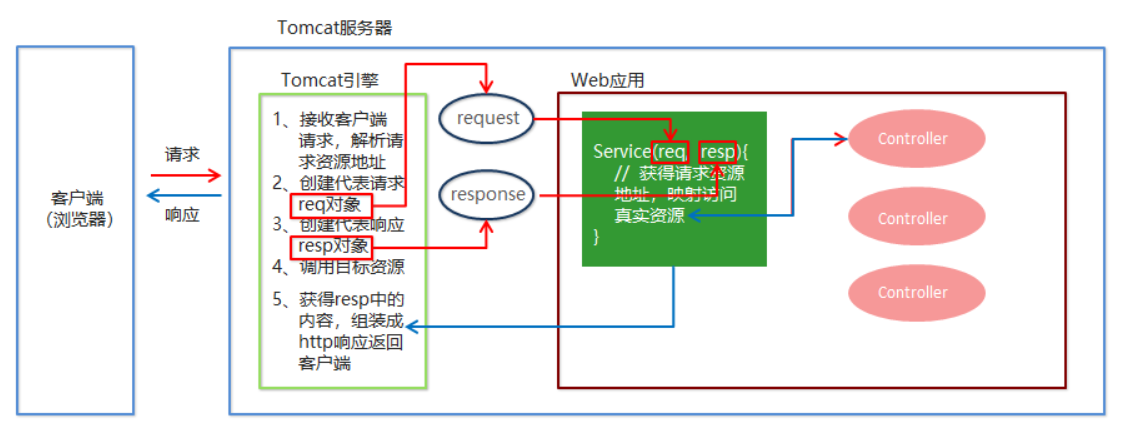 Tomcat服务器
Tomcat引擎
Web应用
1、接收客户端
请求，解析请
求资源地址
2、创建代表请求
req对象
3、创建代表响应
resp对象
4、调用目标资源
5、获得resp中的
内容，组装成
http响应返回
客户端
请求
响应
客户端
（浏览器）
request
response
Service(req, resp){
// 获得请求资源
地址，映射访问
真实资源
}
Controller
Controller
Controller